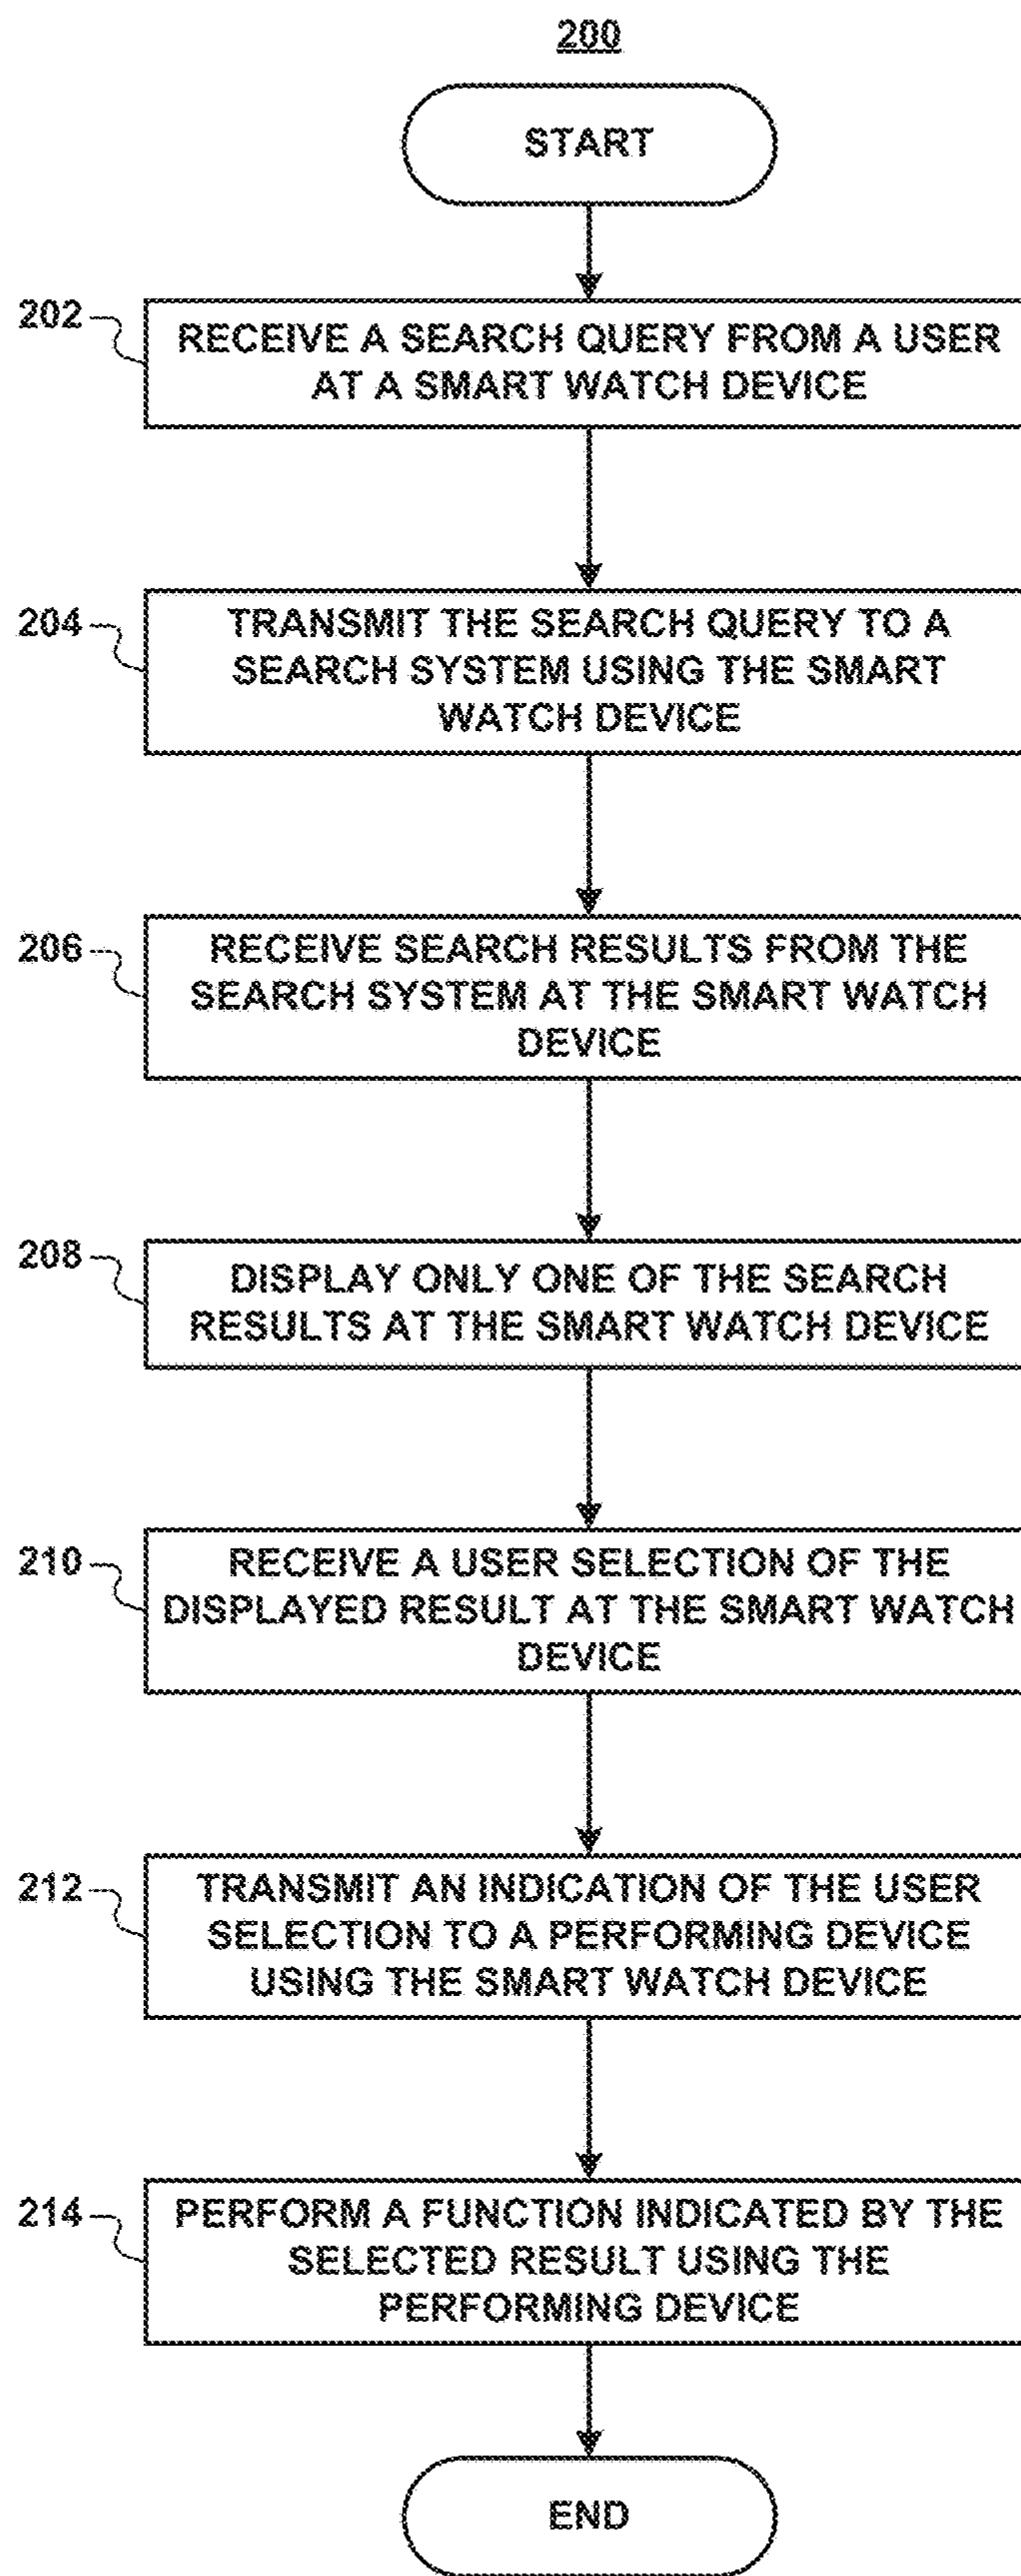 200
START
202
RECEIVE A SEARCH QUERY FROM A USER
AT A SMART WATCH DEVICE
204
TRANSMIT THE SEARCH QUERY TO A
SEARCH SYSTEM USING THE SMART
WATCH DEVICE
206
RECEIVE SEARCH RESULTS FROM THE
SEARCH SYSTEM AT THE SMART WATCH
DEVICE
208
DISPLAY ONLY ONE OF THE SEARCH
RESULTS AT THE SMART WATCH DEVICE
210
RECEIVE A USER SELECTION OF THE
DISPLAYED RESULT AT THE SMART WATCH
DEVICE
212
TRANSMIT AN INDICATION OF THE USER
SELECTION TO A PERFORMING DEVICE
USING THE SMART WATCH DEVICE
214
PERFORM A FUNCTION INDICATED BY THE
SELECTED RESULT USING THE
PERFORMING DEVICE
END